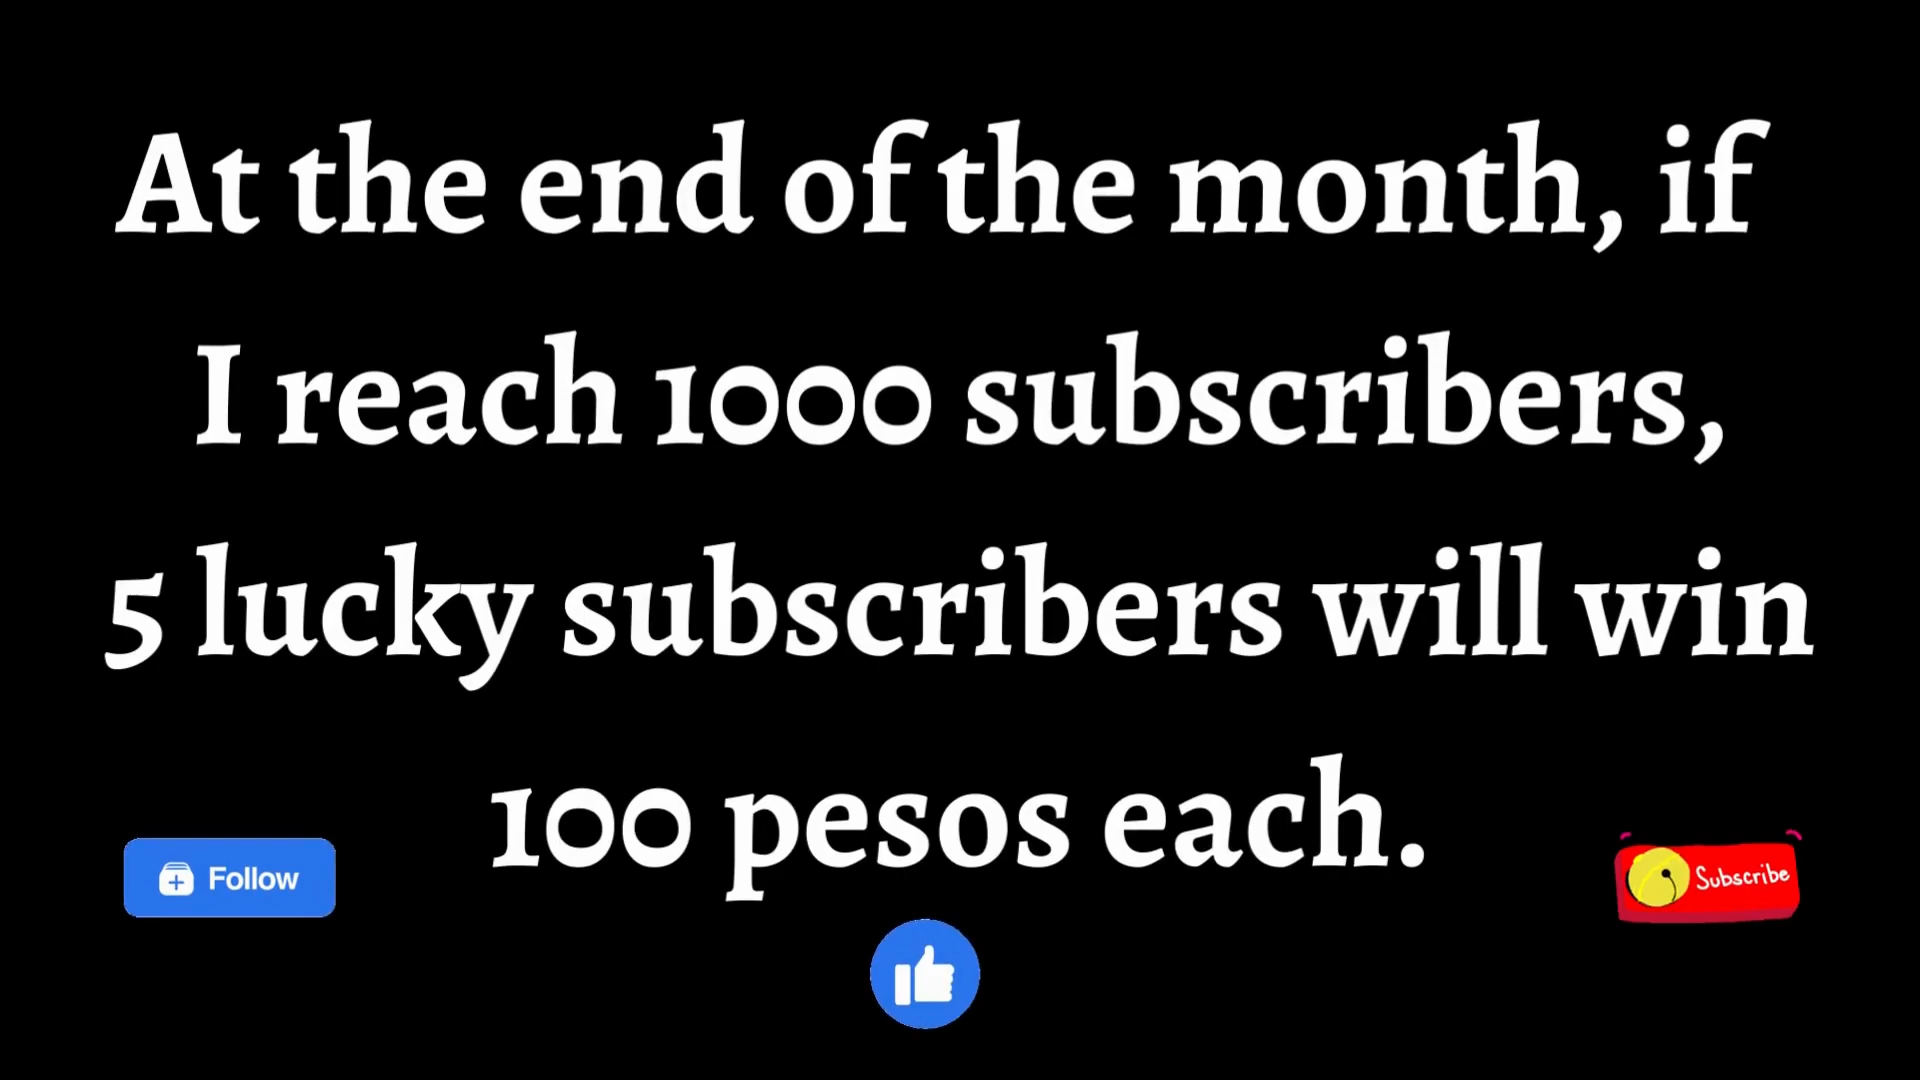 At the end of the month, if
I reach 1000 subscribers,
5 lucky subscribers will win
100 pesos each.
Follow
Subscribe